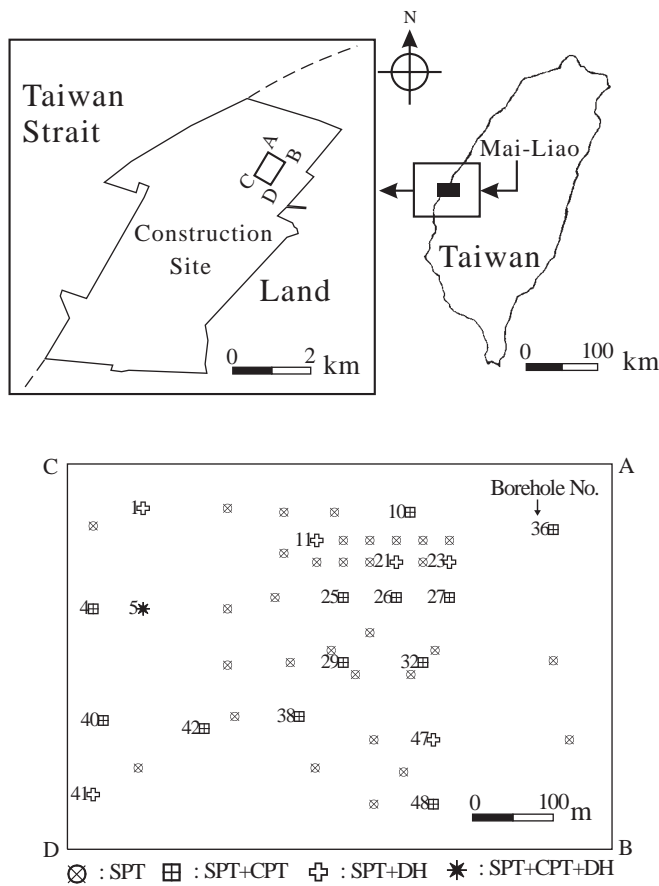 N
Taiwan
Strait
A
B
C
D
Mai-Liao
Construction
Site
Taiwan
Land
0 2
km
0 100
km
C
A
Borehole No.
1
10
36
11
21
23
25
26
27
4
5
29
32
40
42
38
47
41
48
0 100
m
D
B
: SPT : SPT+CPT : SPT+DH : SPT+CPT+DH